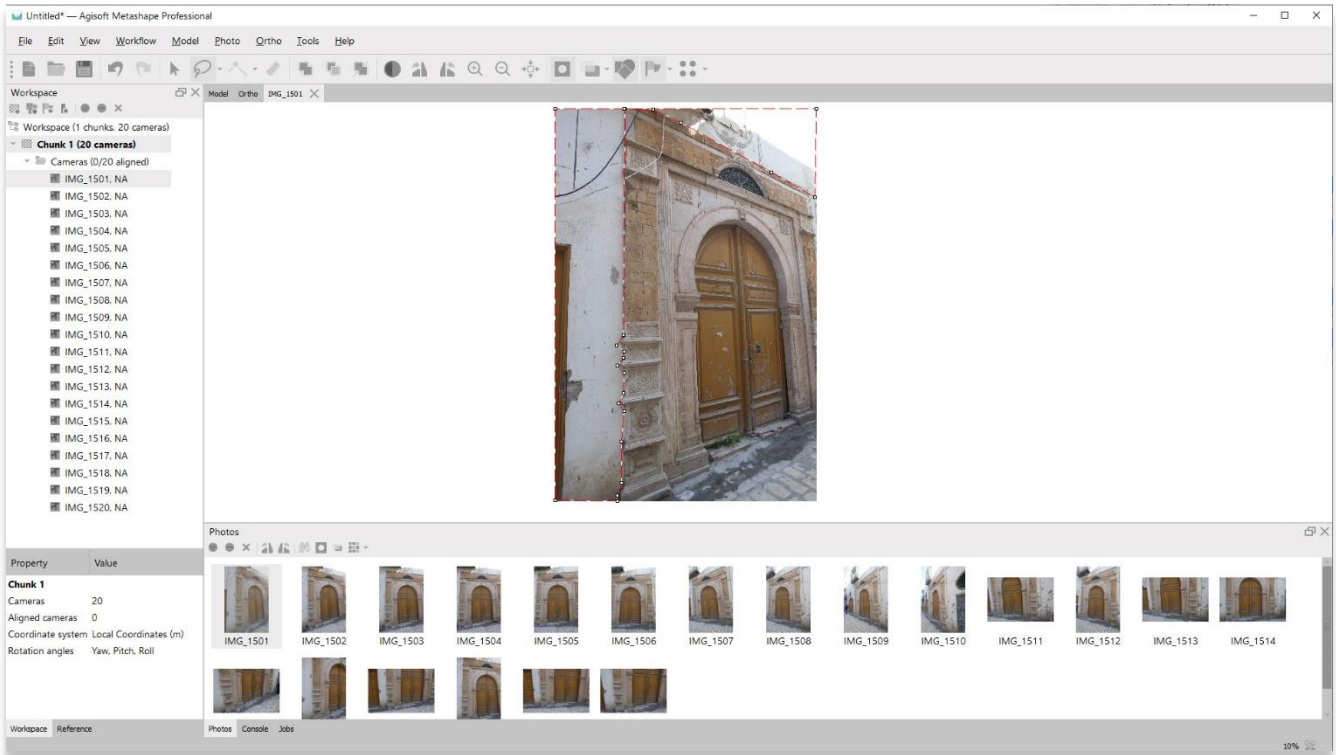 Untitled* — Agisoft Metashape Professional
File Edit View Workflow Model Photo Ortho Tools Help
Workspace
Model Ortho IMG_1501
Workspace (1 chunks, 20 cameras)
Chunk 1 (20 cameras)
Cameras (0/20 aligned)
IMG_1501, NA
IMG_1502, NA
IMG_1503, NA
IMG_1504, NA
IMG_1505, NA
IMG_1506, NA
IMG_1507, NA
IMG_1508, NA
IMG_1509, NA
IMG_1510, NA
IMG_1511, NA
IMG_1512, NA
IMG_1513, NA
IMG_1514, NA
IMG_1515, NA
IMG_1516, NA
IMG_1517, NA
IMG_1518, NA
IMG_1519, NA
IMG_1520, NA
Property Value
Chunk 1
Cameras 20
Aligned cameras 0
Coordinate system Local Coordinates (m)
Rotation angles Yaw, Pitch, Roll
Workspace Reference
Photos
IMG_1501 IMG_1502 IMG_1503 IMG_1504 IMG_1505 IMG_1506 IMG_1507 IMG_1508 IMG_1509 IMG_1510 IMG_1511 IMG_1512 IMG_1513 IMG_1514
Photos Console Jobs
10%